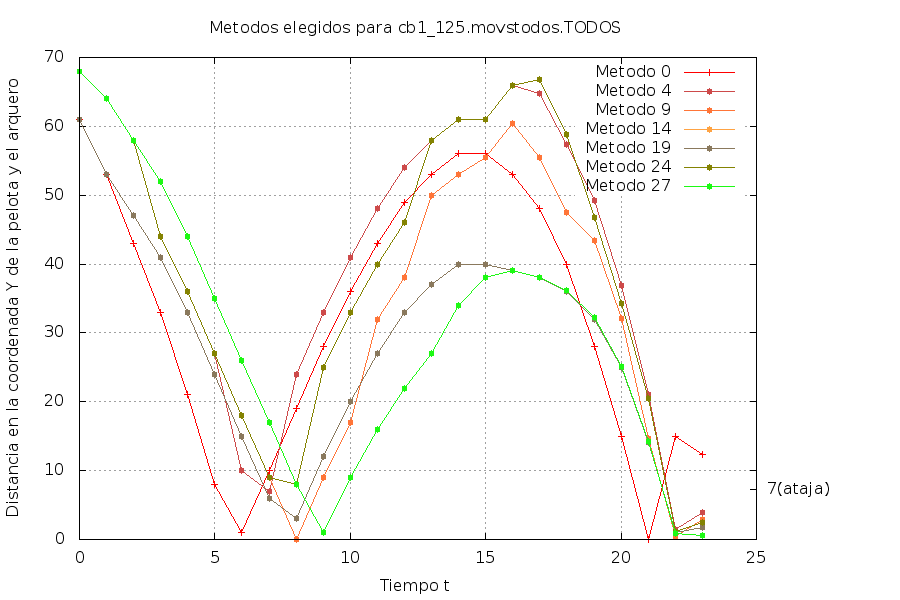 Metodos elegidos para cb1_125.movstodos.TODOS
Distancia en la coordenada Y de la pelota y el arquero
70
60
50
40
30
20
10
0
Metodo 0
Metodo 4
Metodo 9
Metodo 14
Metodo 19
Metodo 24
Metodo 27
7(ataja)
0 5 10 15 20 25
Tiempo t